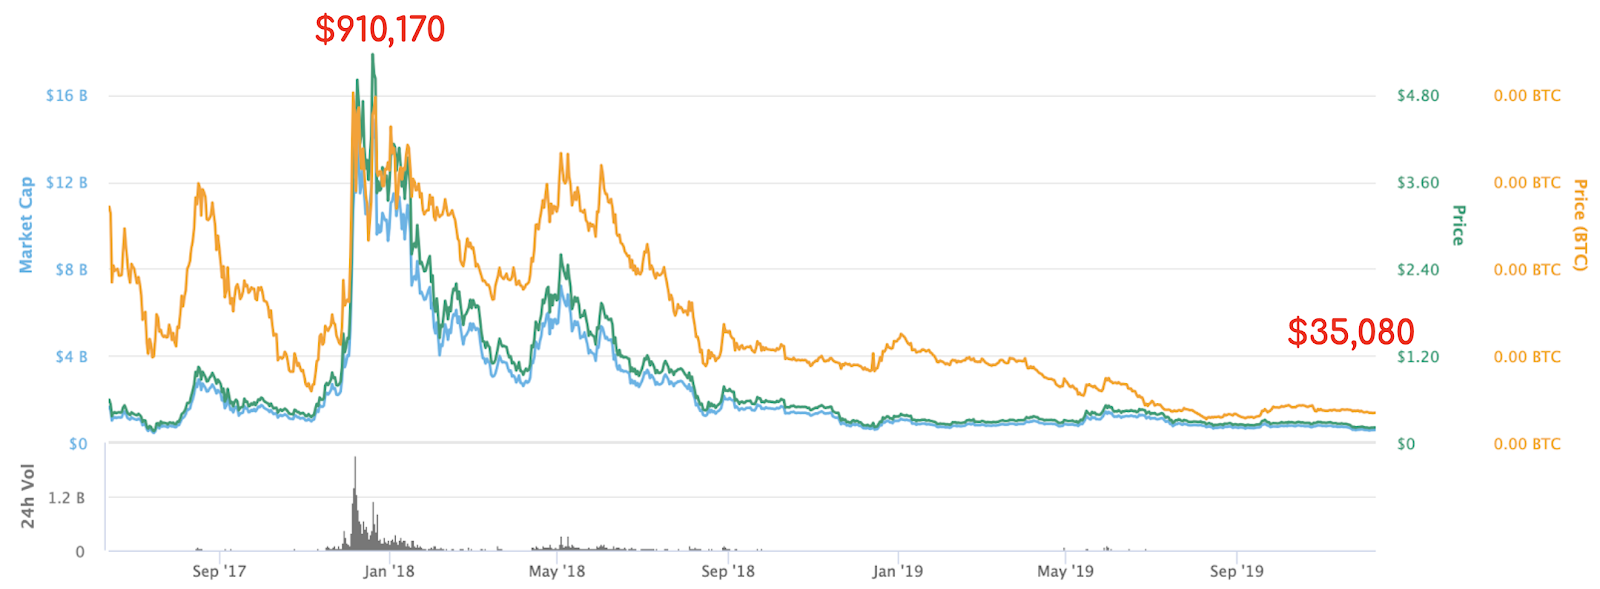 $910,170
$16 B
$4.80
0.00 BTC
$12 B
$3.60
0.00 BTC
Market Cap
Price
Price (BTC)
$8 B
$2.40
0.00 BTC
$35,080
$4 B
$1.20
0.00 BTC
$0
$0
0.00 BTC
24h Vol
1.2 B
0
Sep '17
Jan '18
May '18
Sep '18
Jan '19
May '19
Sep '19